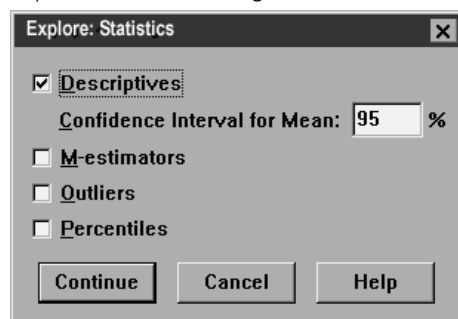 Explore: Statistics
Descriptives
Confidence Interval for Mean: 95 %
M-estimators
Outliers
Percentiles
Continue Cancel Help